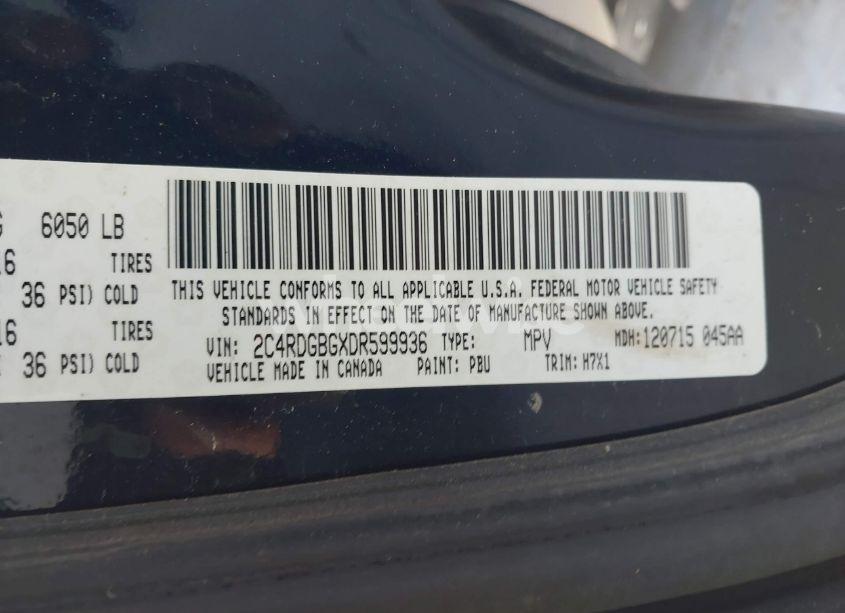 6050 LB
TIRES
36 PSI) COLD
TIRES
36 PSI) COLD
THIS VEHICLE CONFORMS TO ALL APPLICABLE U.S.A. FEDERAL MOTOR VEHICLE SAFETY
STANDARDS IN EFFECT ON THE DATE OF MANUFACTURE SHOWN ABOVE.
VIN: 2C4RDGBGXDR599936 TYPE: MPV MDH: 120715 045AA
VEHICLE MADE IN CANADA PAINT: PBU TRIM: H7X1